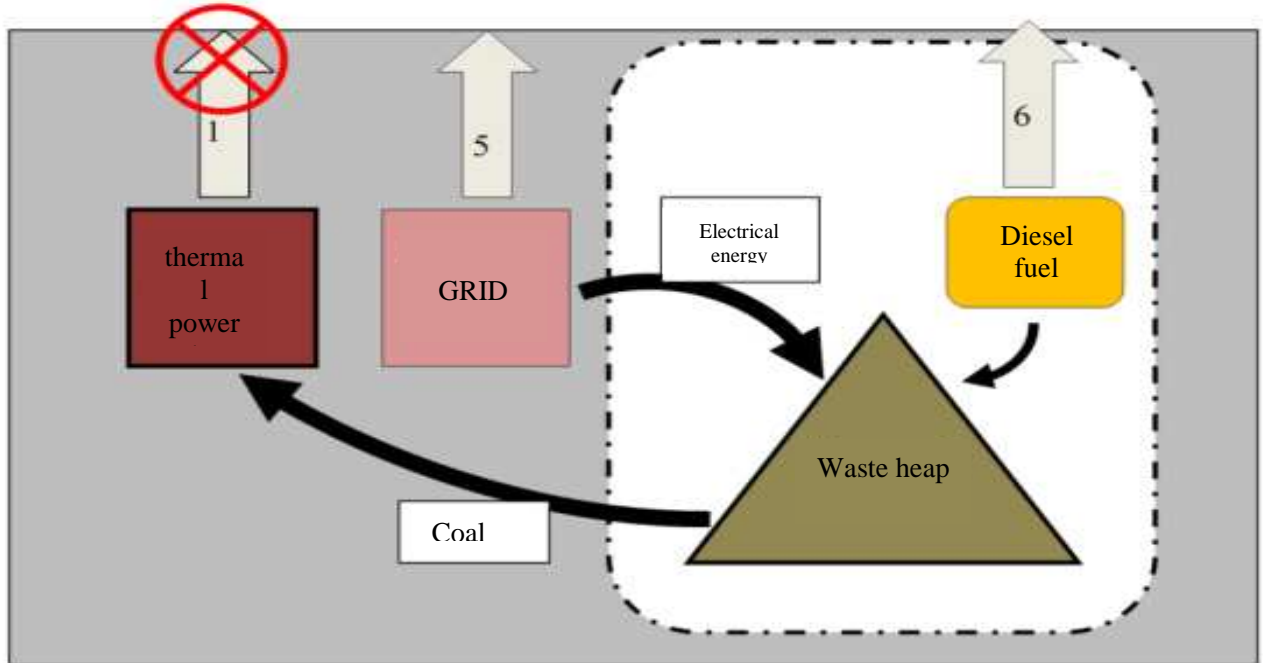 1
5
6
therma
l
power
GRID
Electrical
energy
Diesel
fuel
Waste heap
Coal